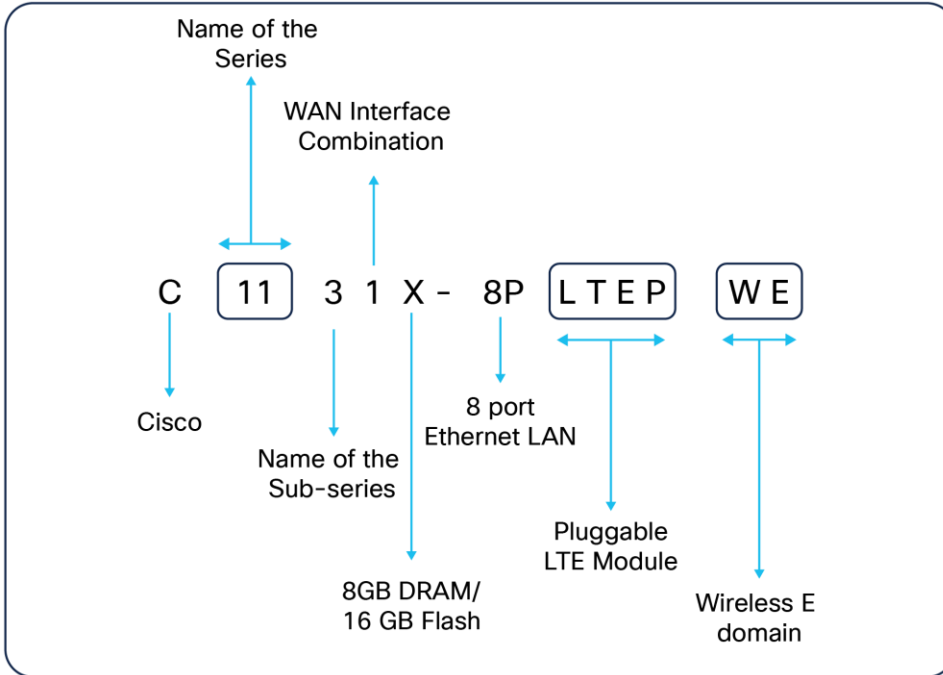 Name of the
Series
WAN Interface
Combination
C 11 3 1 X - 8P L T E P W E
Cisco
8 port
Ethernet LAN
Name of the
Sub-series
Pluggable
LTE Module
8GB DRAM/
16 GB Flash
Wireless E
domain